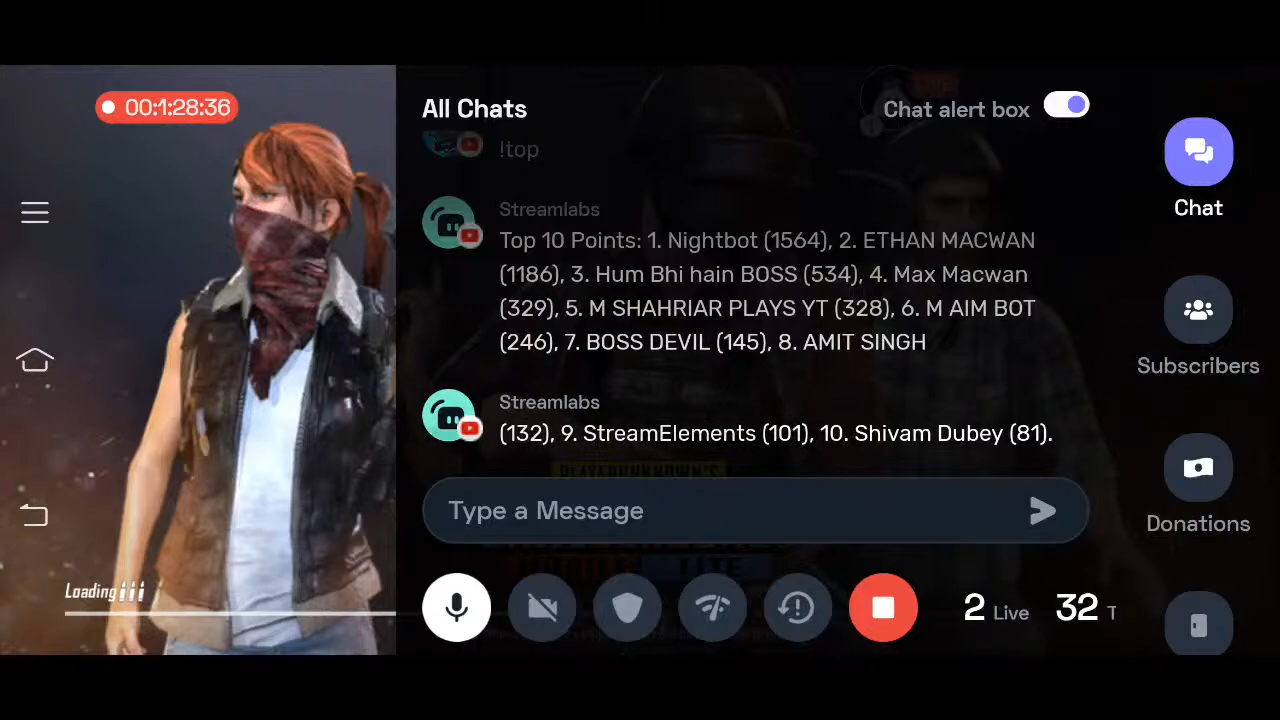 00:1:28:36
All Chats
Chat alert box
!top
Chat
Streamlabs
Top 10 Points: 1. Nightbot (1564), 2. ETHAN MACWAN
(1186), 3. Hum Bhi hain BOSS (534), 4. Max Macwan
(329), 5. M SHAHRIAR PLAYS YT (328), 6. M AIM BOT
(246), 7. BOSS DEVIL (145), 8. AMIT SINGH
Subscribers
Streamlabs
(132), 9. StreamElements (101), 10. Shivam Dubey (81).
PLAYERUNKNOWN'S
Type a Message
Donations
MOBILE LITE
Loading
2 Live 32 T